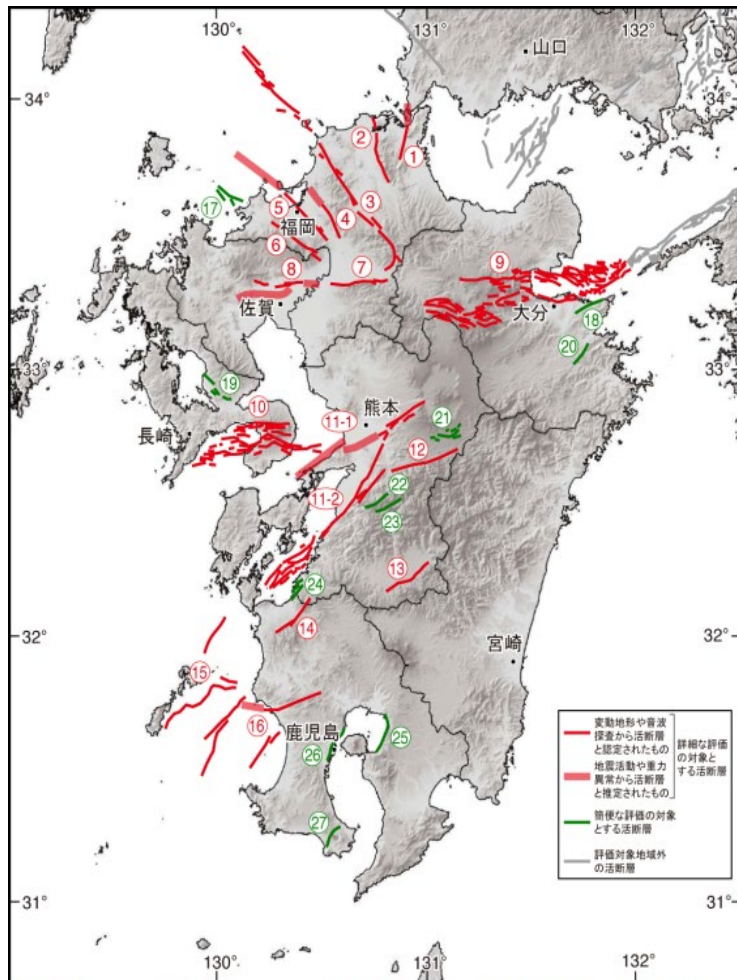 130°
131°
132°
山口
34°
34°
②
①
③
⑰
⑤
④
福岡
⑥
⑨
⑧
⑦
佐賀
大分
⑱
⑳
33°
33°
⑲
⑩
11-1
熊本
㉑
長崎
⑫
11-2
㉒
㉓
⑬
㉔
⑭
32°
32°
宮崎
⑮
⑯
鹿児島
㉕
㉖
㉗
変動地形や音波
探査から活断層
と認定されたもの
地震活動や重力
異常から活断層
と推定されたもの
詳細な評価
の対象と
する活断層
簡便な評価の対象
とする活断層
評価対象地域外
の活断層
31°
31°
130°
131°
132°